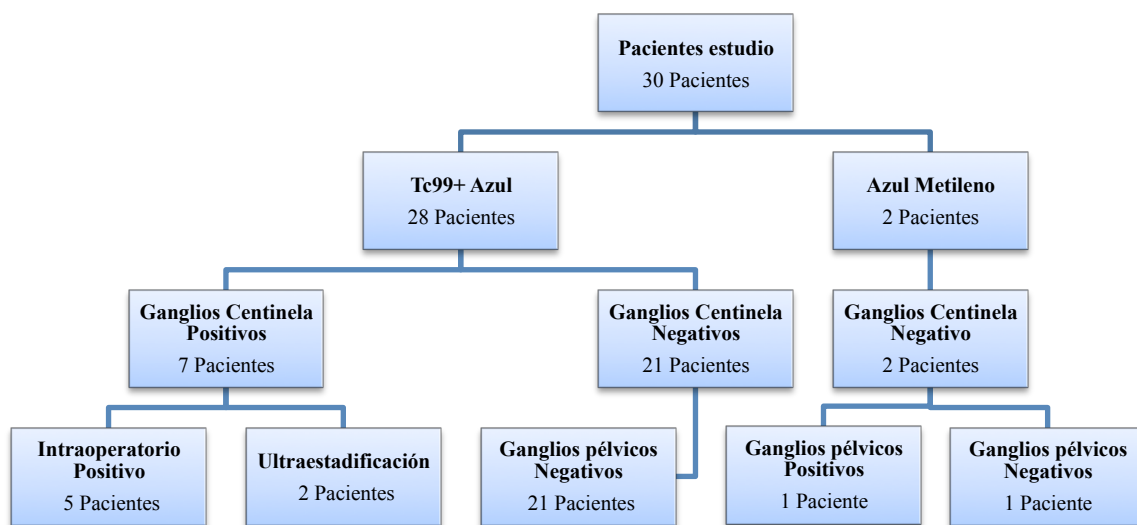 Pacientes estudio
30 Pacientes
Tc99+ Azul
28 Pacientes
Azul Metileno
2 Pacientes
Ganglios Centinela
Positivos
7 Pacientes
Ganglios Centinela
Negativos
21 Pacientes
Ganglios Centinela
Negativo
2 Pacientes
Intraoperatorio
Positivo
5 Pacientes
Ultraestadificación
2 Pacientes
Ganglios pélvicos
Negativos
21 Pacientes
Ganglios pélvicos
Positivos
1 Paciente
Ganglios pélvicos
Negativos
1 Paciente